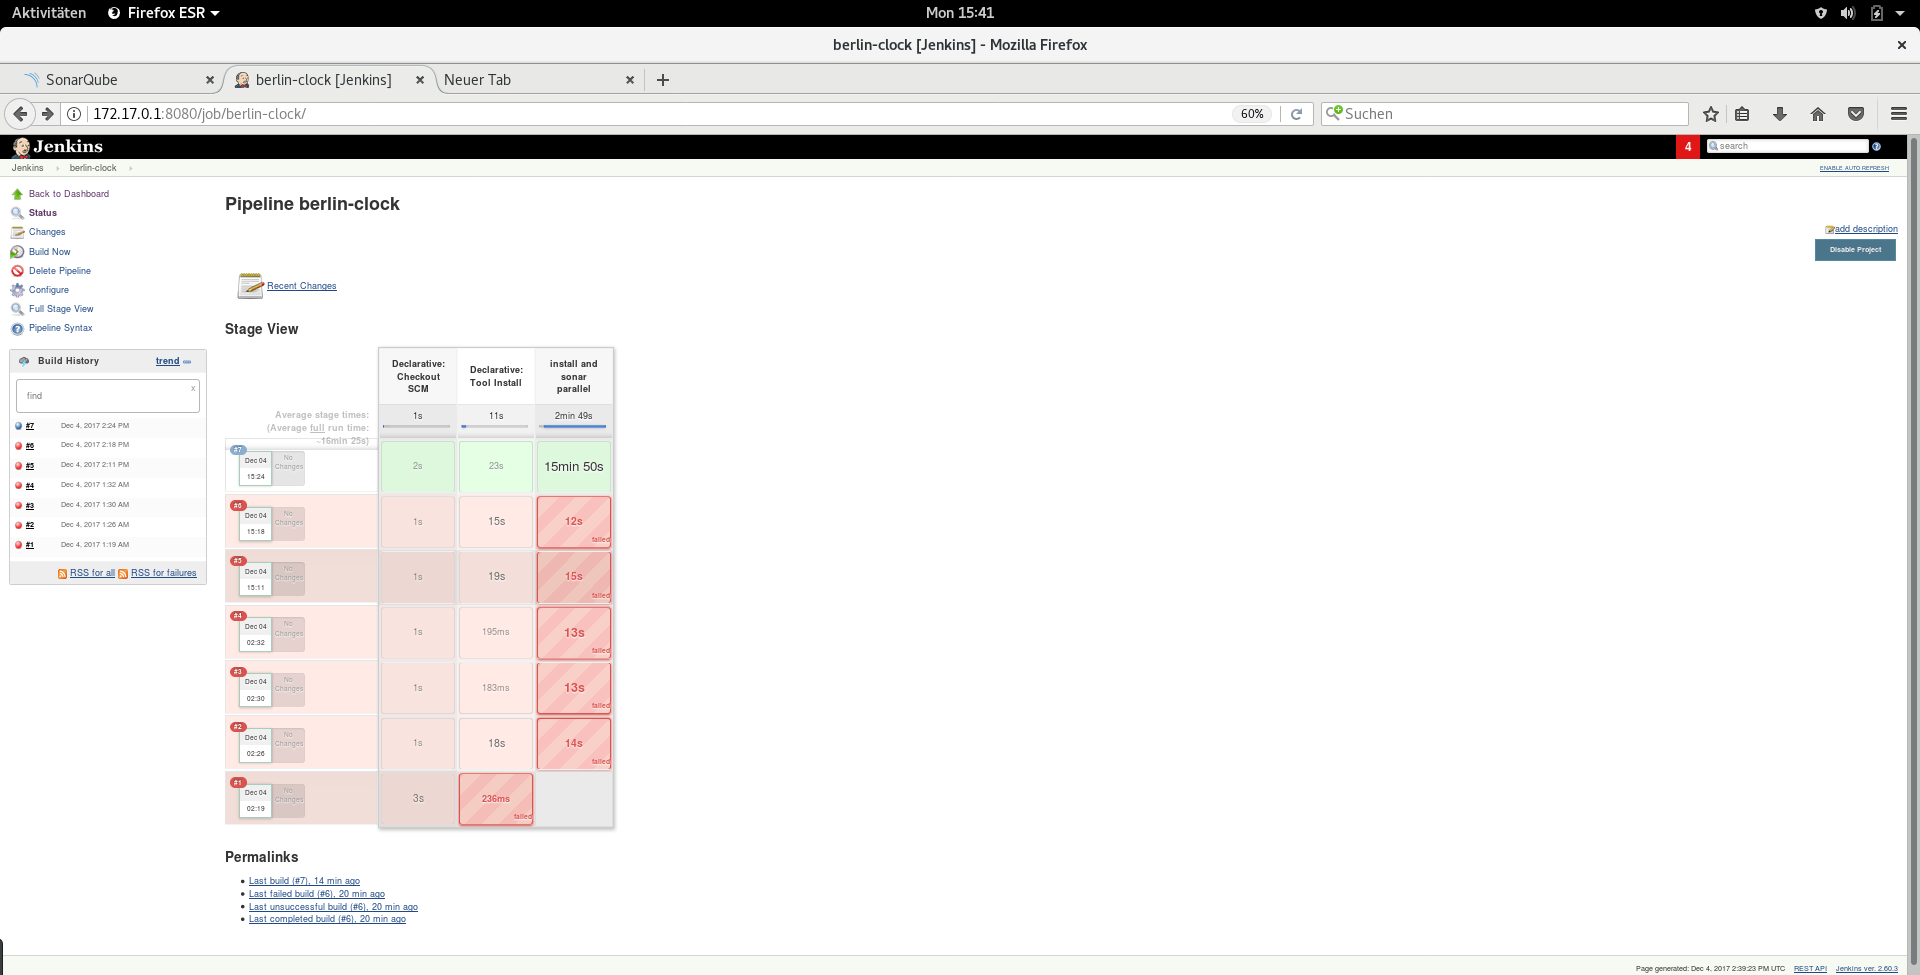 Aktivitäten Firefox ESR Mon 15:41
berlin-clock [Jenkins] - Mozilla Firefox
SonarQube berlin-clock [Jenkins] Neuer Tab
172.17.0.1:8080/job/berlin-clock/ 60% Suchen
Jenkins 4 search
Jenkins berlin-clock ENABLE AUTO REFRESH
Back to Dashboard
Status
Changes
Build Now
Delete Pipeline
Configure
Full Stage View
Pipeline Syntax
Build History trend
find x
#7 Dec 4, 2017 2:24 PM
#6 Dec 4, 2017 2:18 PM
#5 Dec 4, 2017 2:11 PM
#4 Dec 4, 2017 1:32 AM
#3 Dec 4, 2017 1:30 AM
#2 Dec 4, 2017 1:26 AM
#1 Dec 4, 2017 1:19 AM
RSS for all RSS for failures
Pipeline berlin-clock
add description
Disable Project
Recent Changes
Stage View
Declarative: Checkout SCM
Declarative: Tool Install
install and sonar parallel
Average stage times:
(Average full run time: ~16min 25s)
1s 11s 2min 49s
#7 Dec 04 15:24 No Changes 2s 23s 15min 50s
#6 Dec 04 15:18 No Changes 1s 15s 12s failed
#5 Dec 04 15:11 No Changes 1s 19s 15s failed
#4 Dec 04 02:32 No Changes 1s 195ms 13s failed
#3 Dec 04 02:30 No Changes 1s 183ms 13s failed
#2 Dec 04 02:26 No Changes 1s 18s 14s failed
#1 Dec 04 02:19 No Changes 3s 236ms failed
Permalinks
Last build (#7), 14 min ago
Last failed build (#6), 20 min ago
Last unsuccessful build (#6), 20 min ago
Last completed build (#6), 20 min ago
Page generated: Dec 4, 2017 2:39:23 PM UTC REST API Jenkins ver. 2.60.3